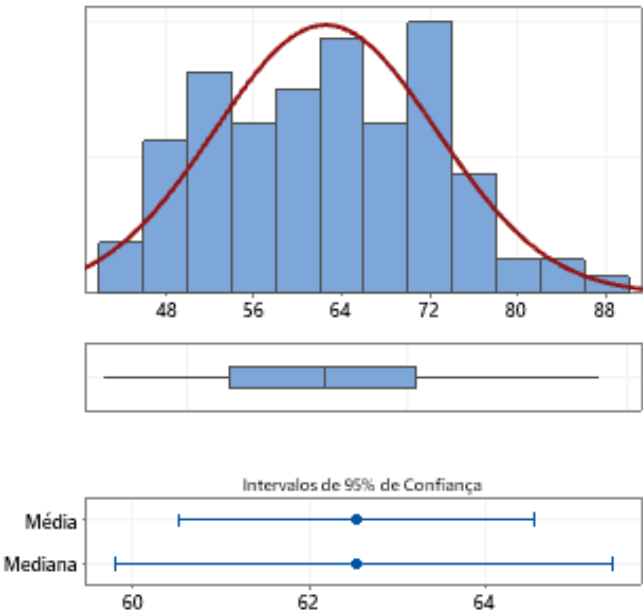 48 56 64 72 80 88
Intervalos de 95% de Confiança
Média
Mediana
60 62 64